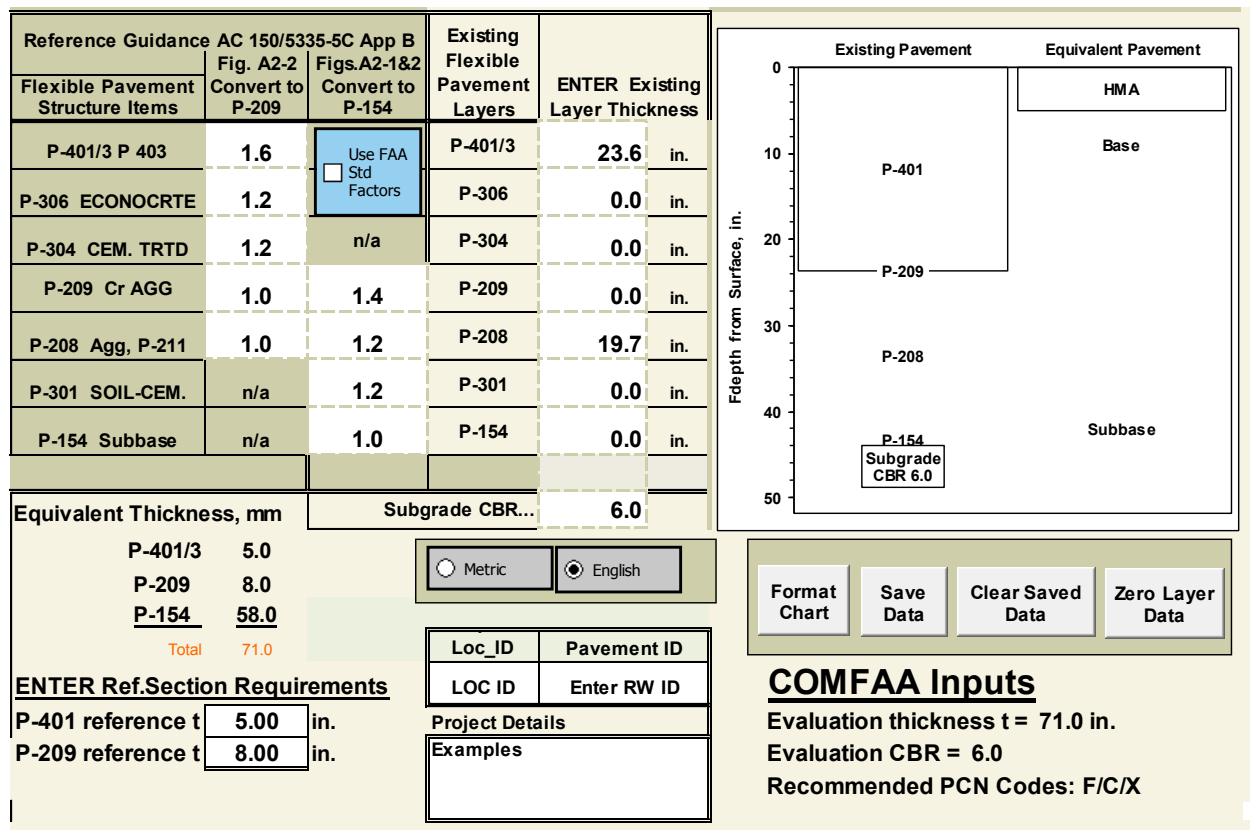 Reference Guidance AC 150/5335-5C App B
Flexible Pavement
Structure Items
Fig. A2-2
Convert to
P-209
Figs.A2-1&2
Convert to
P-154
Existing
Flexible
Pavement
Layers
ENTER Existing
Layer Thickness
P-401/3 P 403 1.6
Use FAA
Std
Factors
P-401/3 23.6 in.
P-306 ECONOCRTE 1.2 P-306 0.0 in.
P-304 CEM. TRTD 1.2 n/a P-304 0.0 in.
P-209 Cr AGG 1.0 1.4 P-209 0.0 in.
P-208 Agg, P-211 1.0 1.2 P-208 19.7 in.
P-301 SOIL-CEM. n/a 1.2 P-301 0.0 in.
P-154 Subbase n/a 1.0 P-154 0.0 in.
Subgrade CBR... 6.0
Equivalent Thickness, mm
P-401/3 5.0
P-209 8.0
P-154 58.0
Total 71.0
ENTER Ref.Section Requirements
P-401 reference t 5.00 in.
P-209 reference t 8.00 in.
Metric
English
Loc_ID Pavement ID
LOC ID Enter RW ID
Project Details
Examples
Existing Pavement Equivalent Pavement
Fdepth from Surface, in.
0
10
20
30
40
50
P-401
P-209
P-208
P-154
Subgrade
CBR 6.0
HMA
Base
Subbase
Format
Chart
Save
Data
Clear Saved
Data
Zero Layer
Data
COMFAA Inputs
Evaluation thickness t = 71.0 in.
Evaluation CBR = 6.0
Recommended PCN Codes: F/C/X